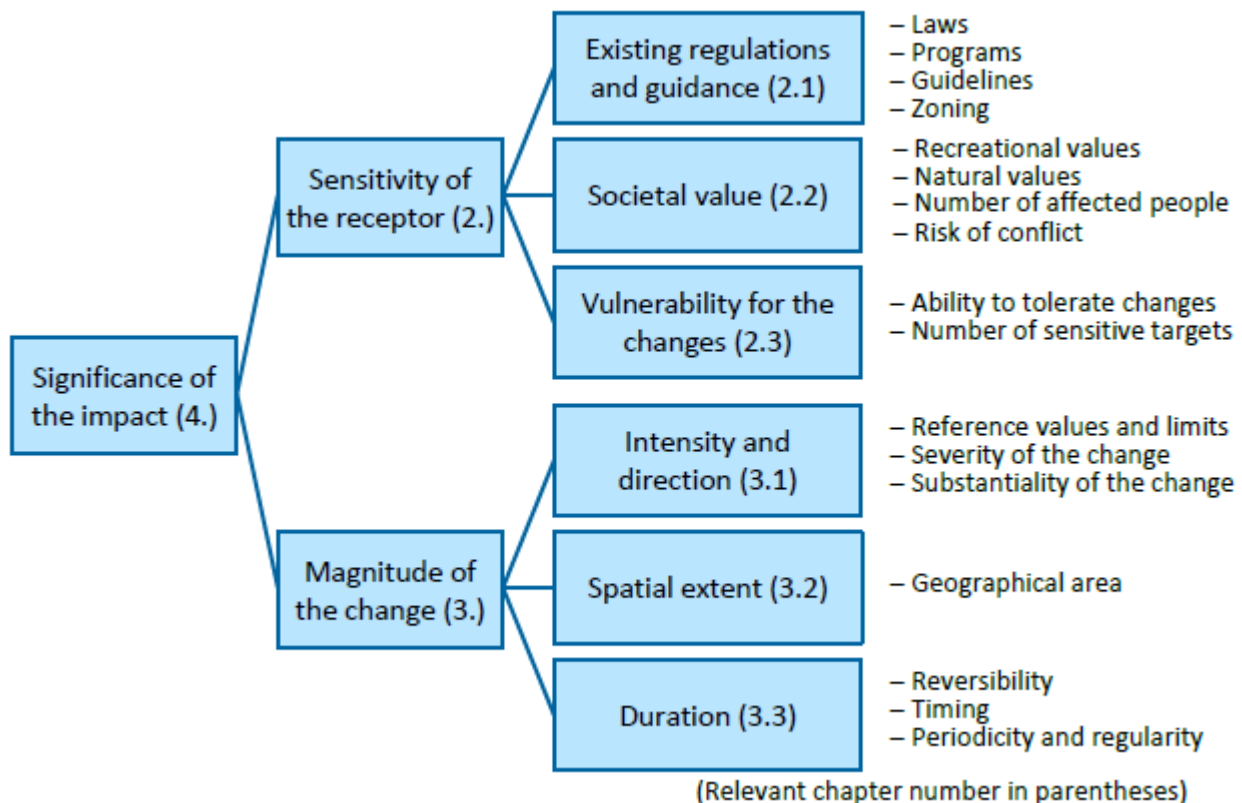 Significance of
the impact (4.)
Sensitivity of
the receptor (2.)
Existing regulations
and guidance (2.1)
– Laws
– Programs
– Guidelines
– Zoning
Societal value (2.2)
– Recreational values
– Natural values
– Number of affected people
– Risk of conflict
Vulnerability for the
changes (2.3)
– Ability to tolerate changes
– Number of sensitive targets
Magnitude of
the change (3.)
Intensity and
direction (3.1)
– Reference values and limits
– Severity of the change
– Substantiality of the change
Spatial extent (3.2)
– Geographical area
Duration (3.3)
– Reversibility
– Timing
– Periodicity and regularity
(Relevant chapter number in parentheses)